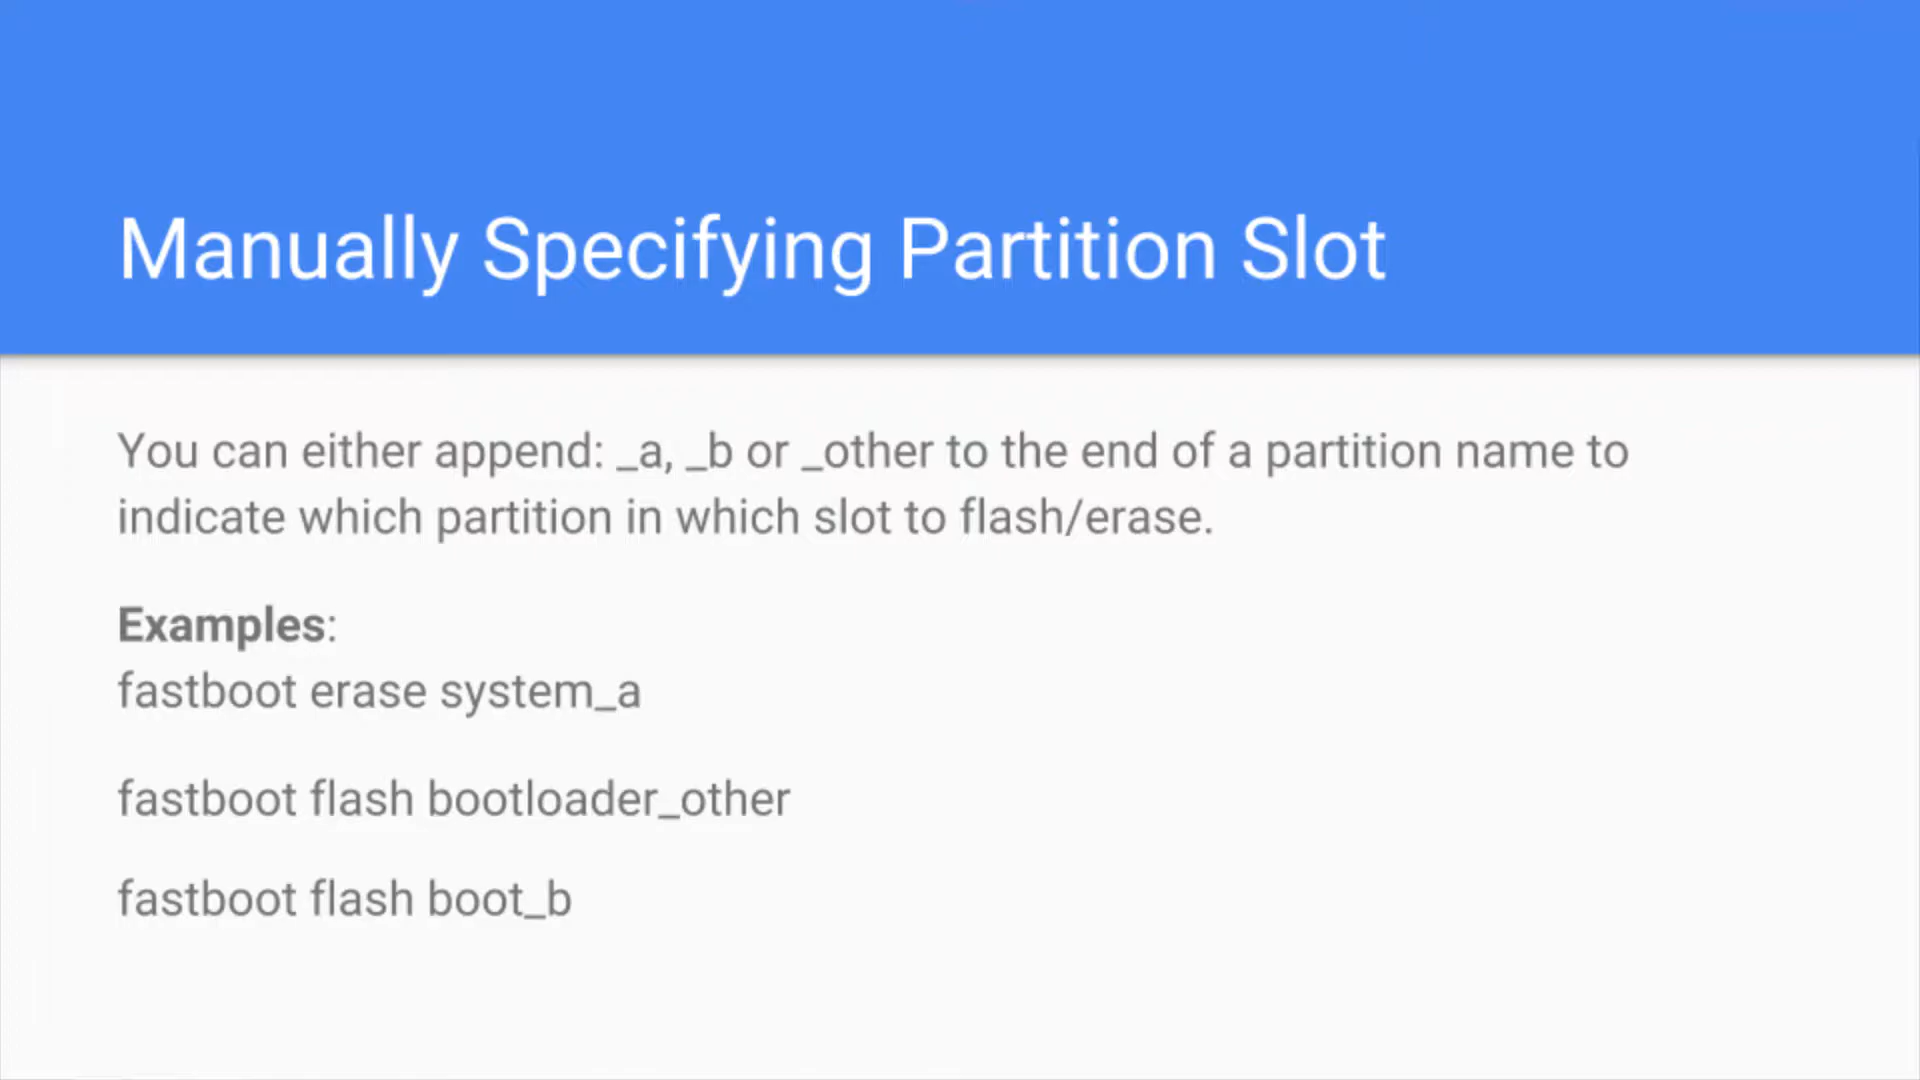 Manually Specifying Partition Slot
You can either append: _a, _b or _other to the end of a partition name to
indicate which partition in which slot to flash/erase.
Examples:
fastboot erase system_a
fastboot flash bootloader_other
fastboot flash boot_b